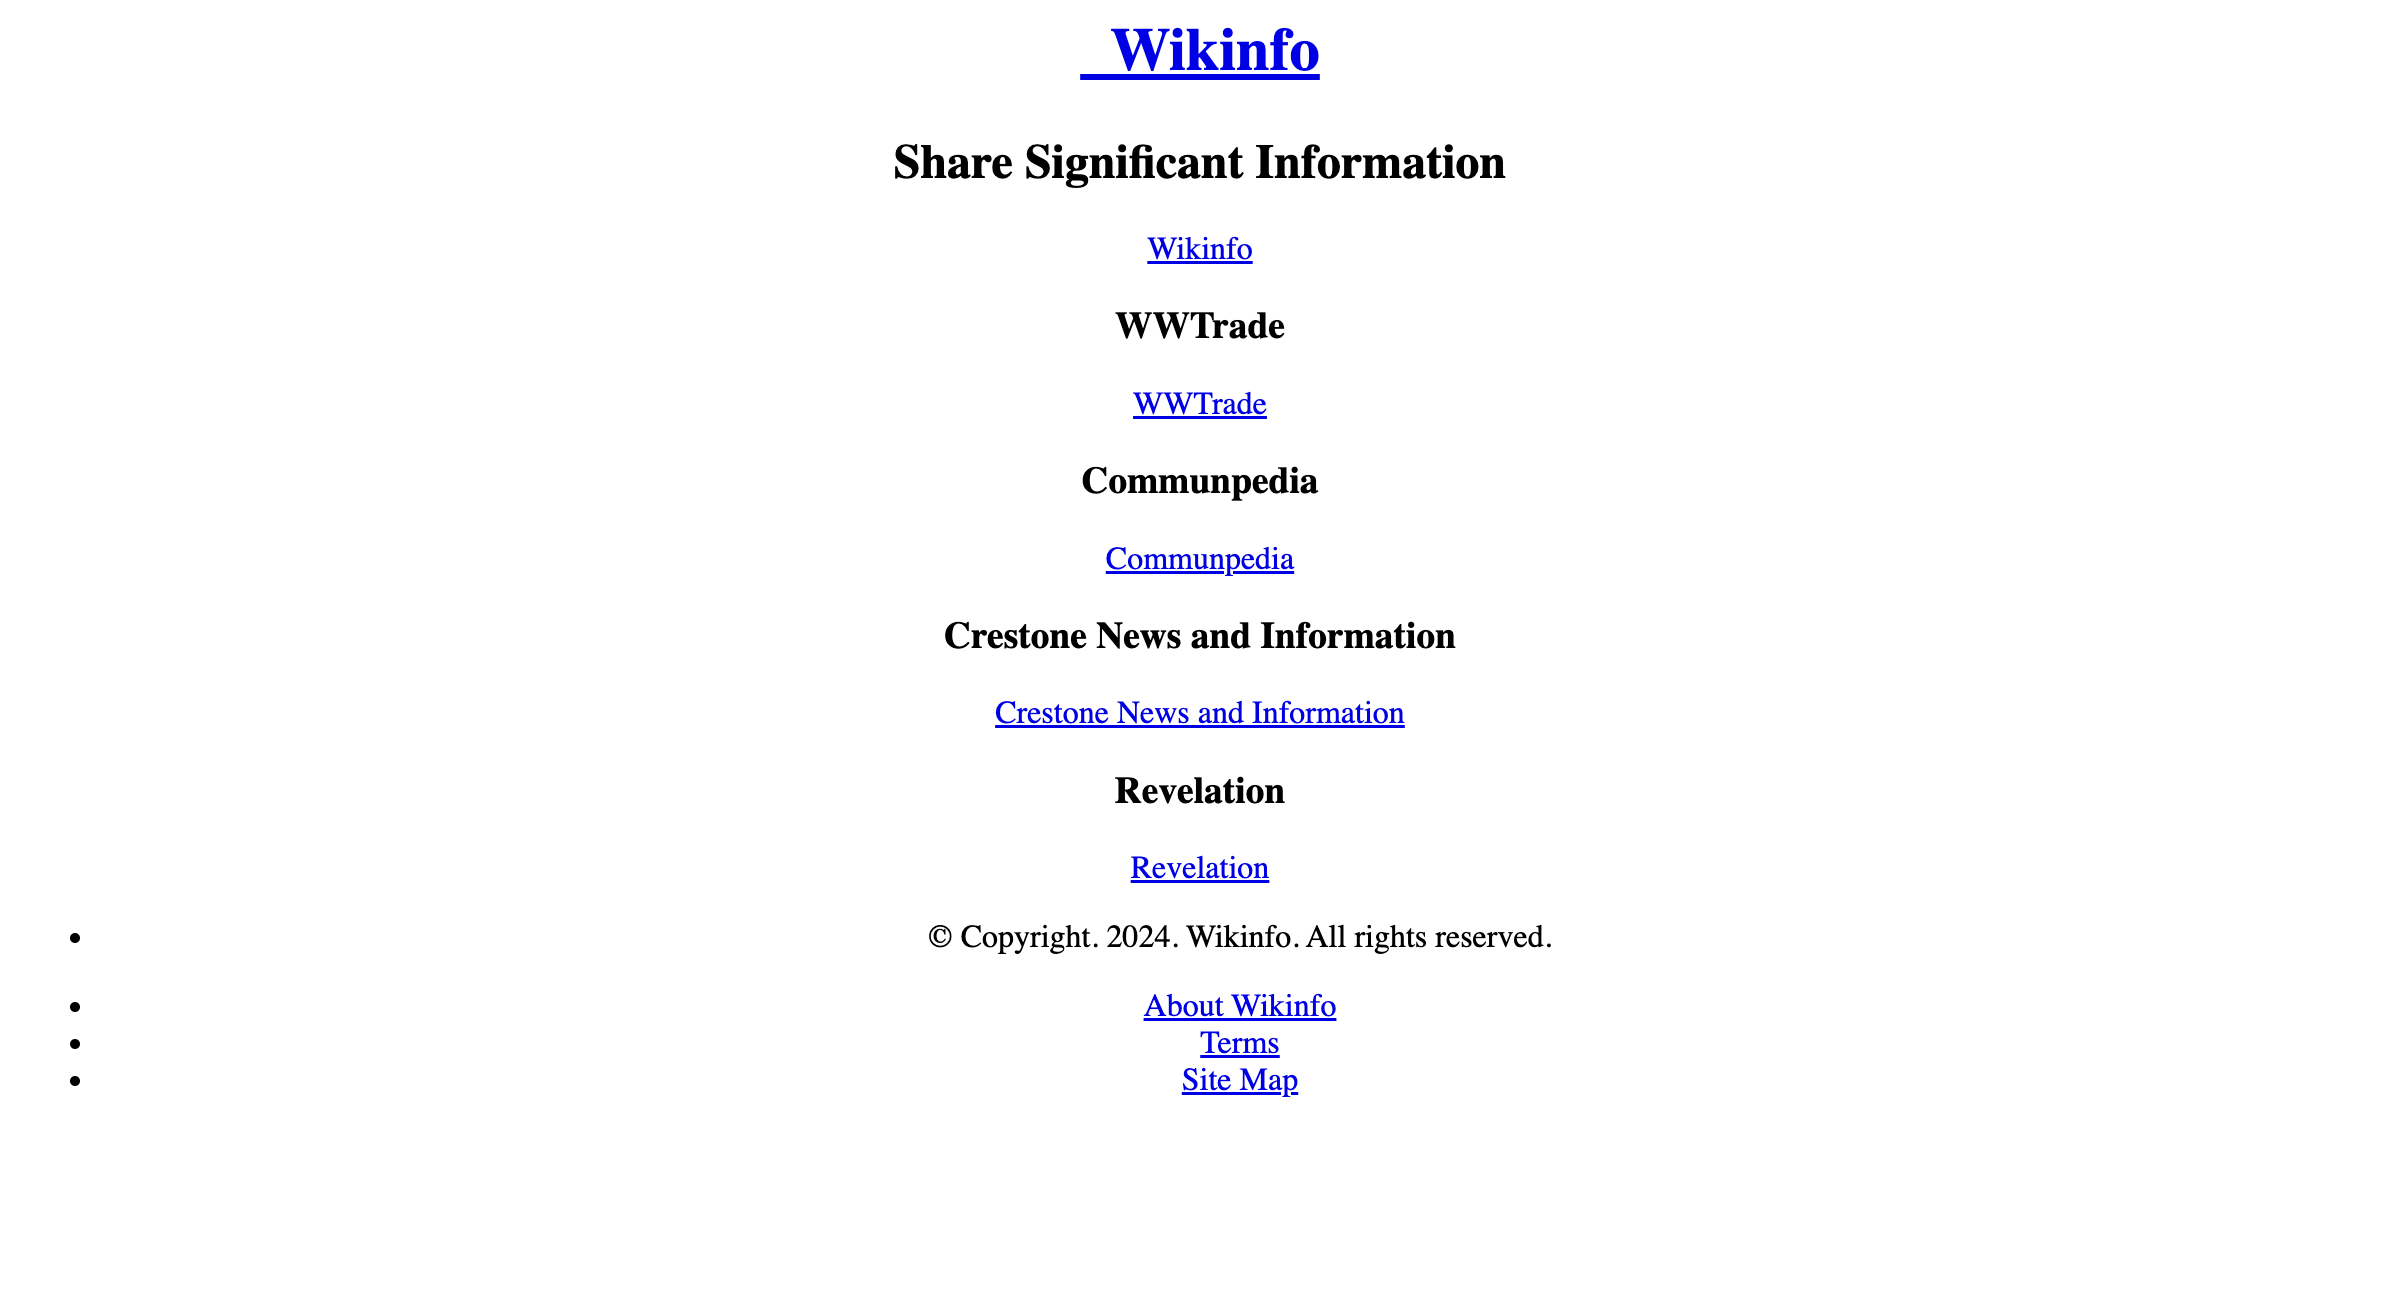 Wikinfo
Share Significant Information
Wikinfo
WWTrade
WWTrade
Communpedia
Communpedia
Crestone News and Information
Crestone News and Information
Revelation
Revelation
© Copyright. 2024. Wikinfo. All rights reserved.
About Wikinfo
Terms
Site Map